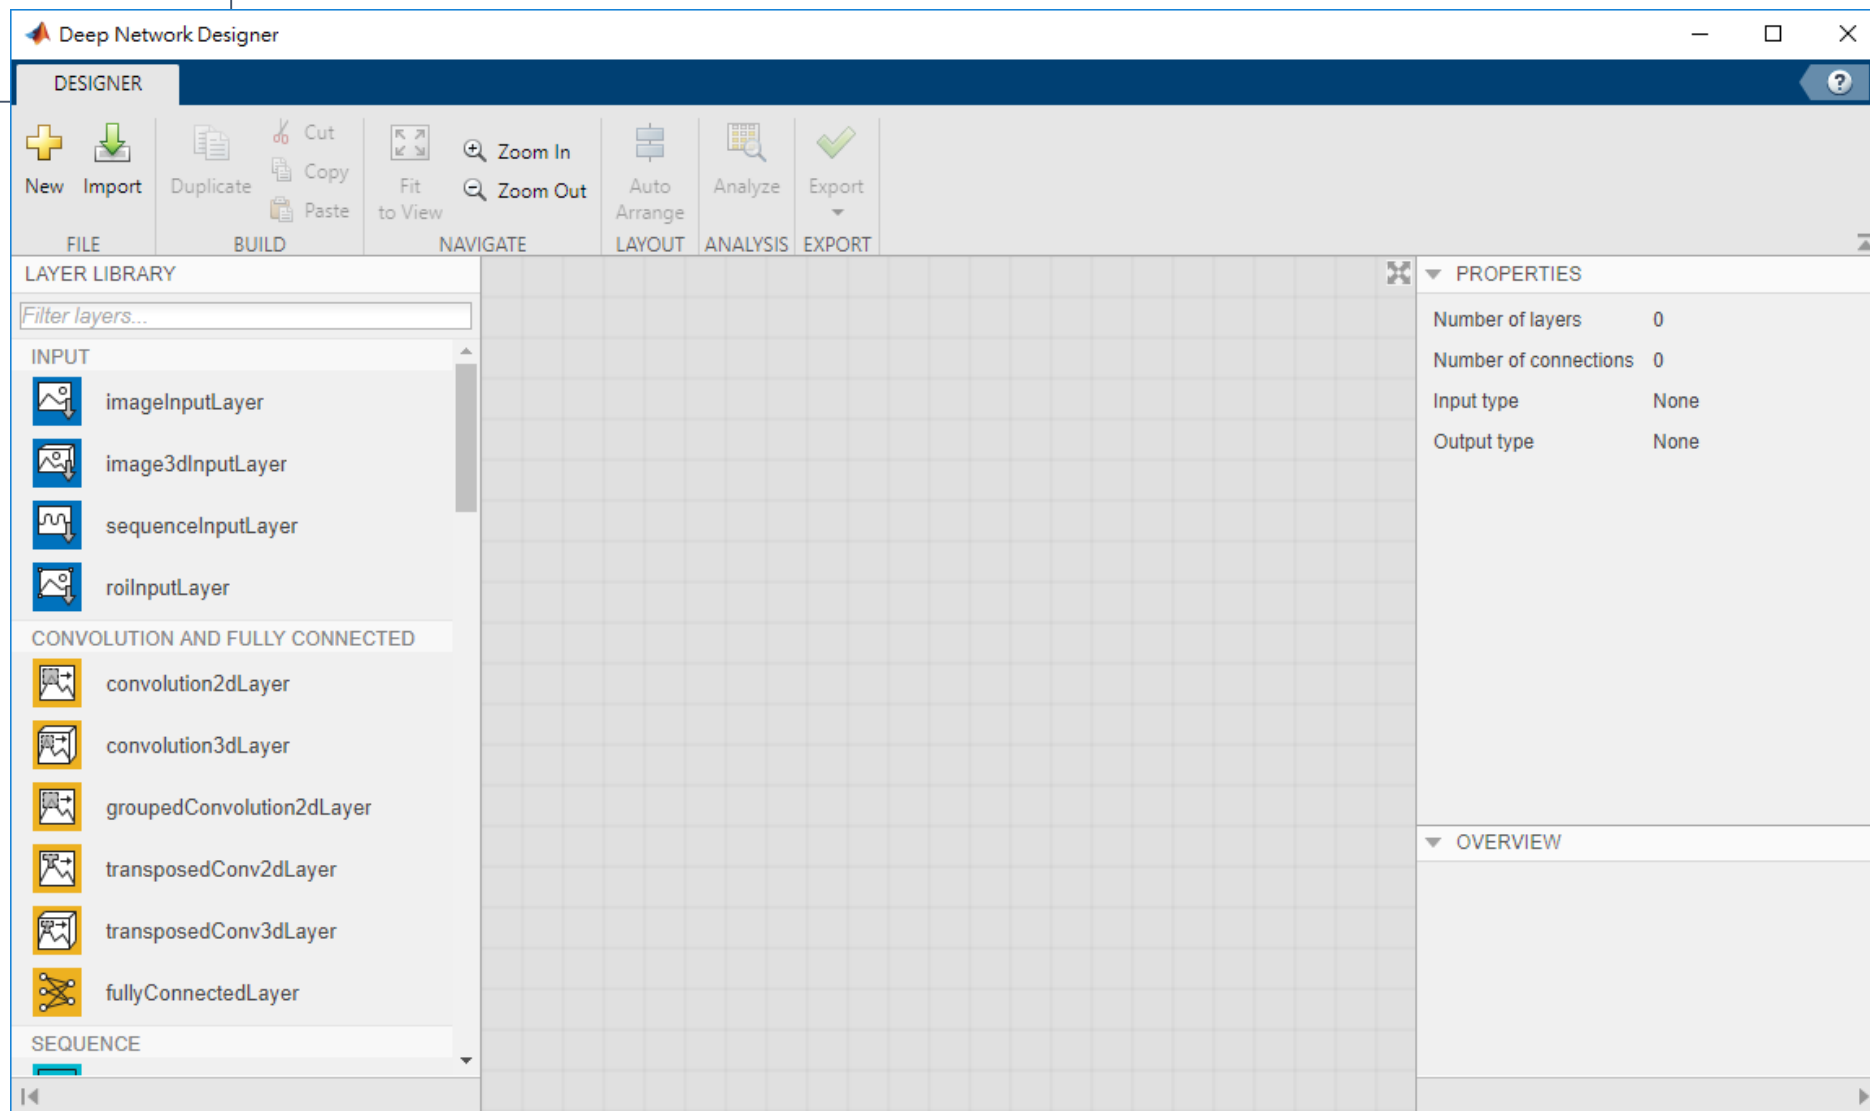 Deep Network Designer
DESIGNER
?
New
Import
Duplicate
Cut
Copy
Paste
Fit
to View
Zoom In
Zoom Out
Auto
Arrange
Analyze
Export
FILE
BUILD
NAVIGATE
LAYOUT
ANALYSIS
EXPORT
LAYER LIBRARY
Filter layers...
INPUT
imageInputLayer
image3dInputLayer
sequenceInputLayer
roiInputLayer
CONVOLUTION AND FULLY CONNECTED
convolution2dLayer
convolution3dLayer
groupedConvolution2dLayer
transposedConv2dLayer
transposedConv3dLayer
fullyConnectedLayer
SEQUENCE
PROPERTIES
Number of layers 0
Number of connections 0
Input type None
Output type None
OVERVIEW